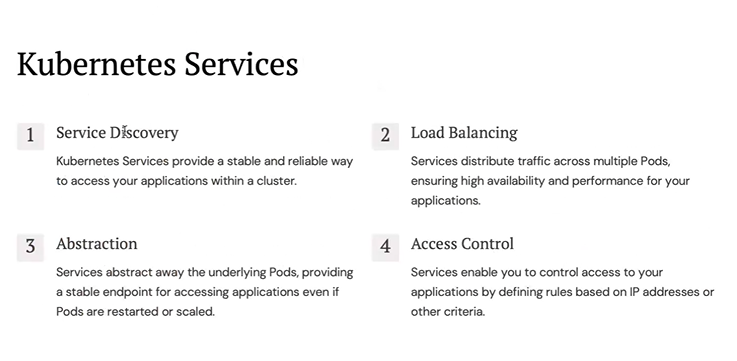 Kubernetes Services
1
Service Discovery
Kubernetes Services provide a stable and reliable way
to access your applications within a cluster.
2
Load Balancing
Services distribute traffic across multiple Pods,
ensuring high availability and performance for your
applications.
3
Abstraction
Services abstract away the underlying Pods, providing
a stable endpoint for accessing applications even if
Pods are restarted or scaled.
4
Access Control
Services enable you to control access to your
applications by defining rules based on IP addresses or
other criteria.